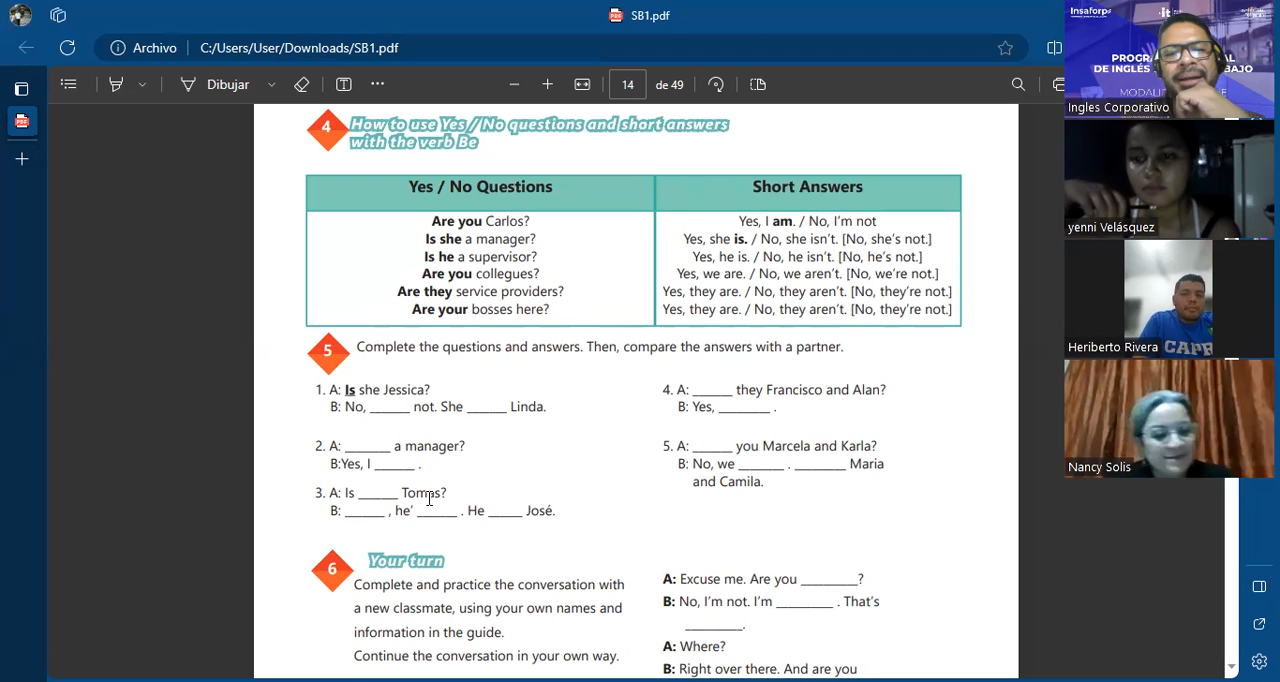 SB1.pdf
Archivo
C:/Users/User/Downloads/SB1.pdf
Dibujar
14
de 49
4
How to use Yes / No questions and short answers
with the verb Be
Yes / No Questions
Short Answers
Are you Carlos?
Yes, I am. / No, I'm not
Is she a manager?
Yes, she is. / No, she isn't. [No, she's not.]
Is he a supervisor?
Yes, he is. / No, he isn't. [No, he's not.]
Are you collegues?
Yes, we are. / No, we aren't. [No, we're not.]
Are they service providers?
Yes, they are. / No, they aren't. [No, they're not.]
Are your bosses here?
Yes, they are. / No, they aren't. [No, they're not.]
5
Complete the questions and answers. Then, compare the answers with a partner.
1. A: Is she Jessica?
B: No, ______ not. She ______ Linda.
2. A: _______ a manager?
B:Yes, I ______ .
3. A: Is ______ Tomas?
B: ______ , he' ______ . He _____ José.
4. A: ______ they Francisco and Alan?
B: Yes, ________ .
5. A: ______ you Marcela and Karla?
B: No, we _______ . ________ Maria
and Camila.
6
Your turn
Complete and practice the conversation with
a new classmate, using your own names and
information in the guide.
Continue the conversation in your own way.
A: Excuse me. Are you _________?
B: No, I'm not. I'm _________ . That's
_________.
A: Where?
B: Right over there. And are you
Insaforp
it
DE INGLÉS
Ingles Corporativo
yenni Velásquez
CAPR
Heriberto Rivera
Nancy Solis